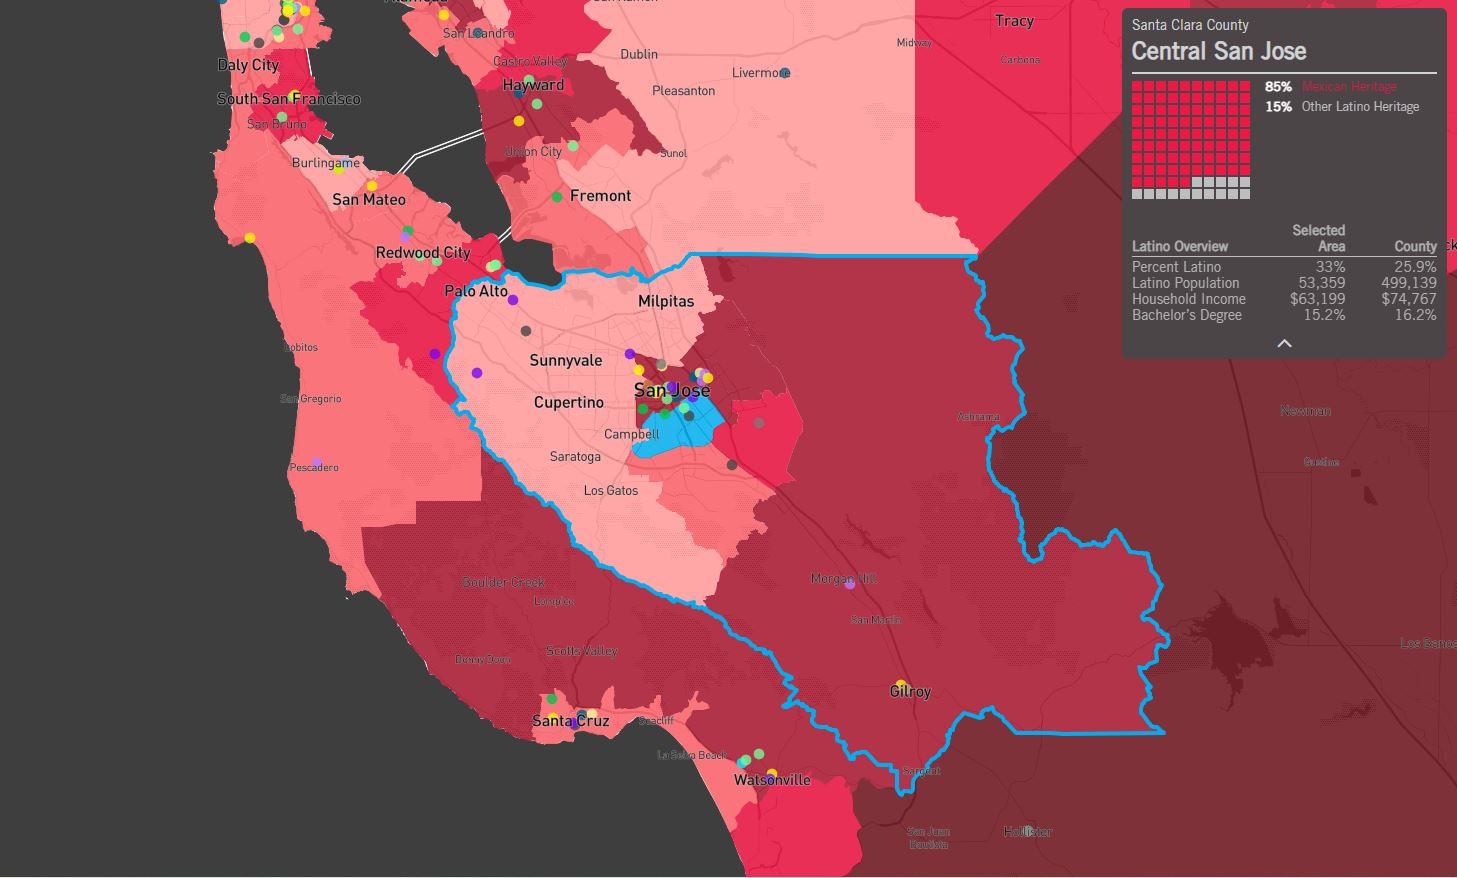 Santa Clara County
Central San Jose
85% Mexican Heritage
15% Other Latino Heritage
Selected
Latino Overview Area County
Percent Latino 33% 25.9%
Latino Population 53,359 499,139
Household Income $63,199 $74,767
Bachelor's Degree 15.2% 16.2%
Tracy
Midway
Carbona
San Leandro
Castro Valley
Dublin
Livermore
Daly City
Hayward
Pleasanton
South San Francisco
San Bruno
Union City
Sunol
Burlingame
San Mateo
Fremont
Redwood City
Palo Alto
Milpitas
Lobitos
Sunnyvale
San Jose
San Gregorio
Cupertino
Newman
Campbell
Saratoga
Gustine
Pescadero
Los Gatos
Boulder Creek
Morgan Hill
Lompico
San Martin
Scotts Valley
Los Banos
Bonny Doon
Gilroy
Santa Cruz
Seacliff
La Selva Beach
Watsonville
Sargent
San Juan
Bautista
Hollister